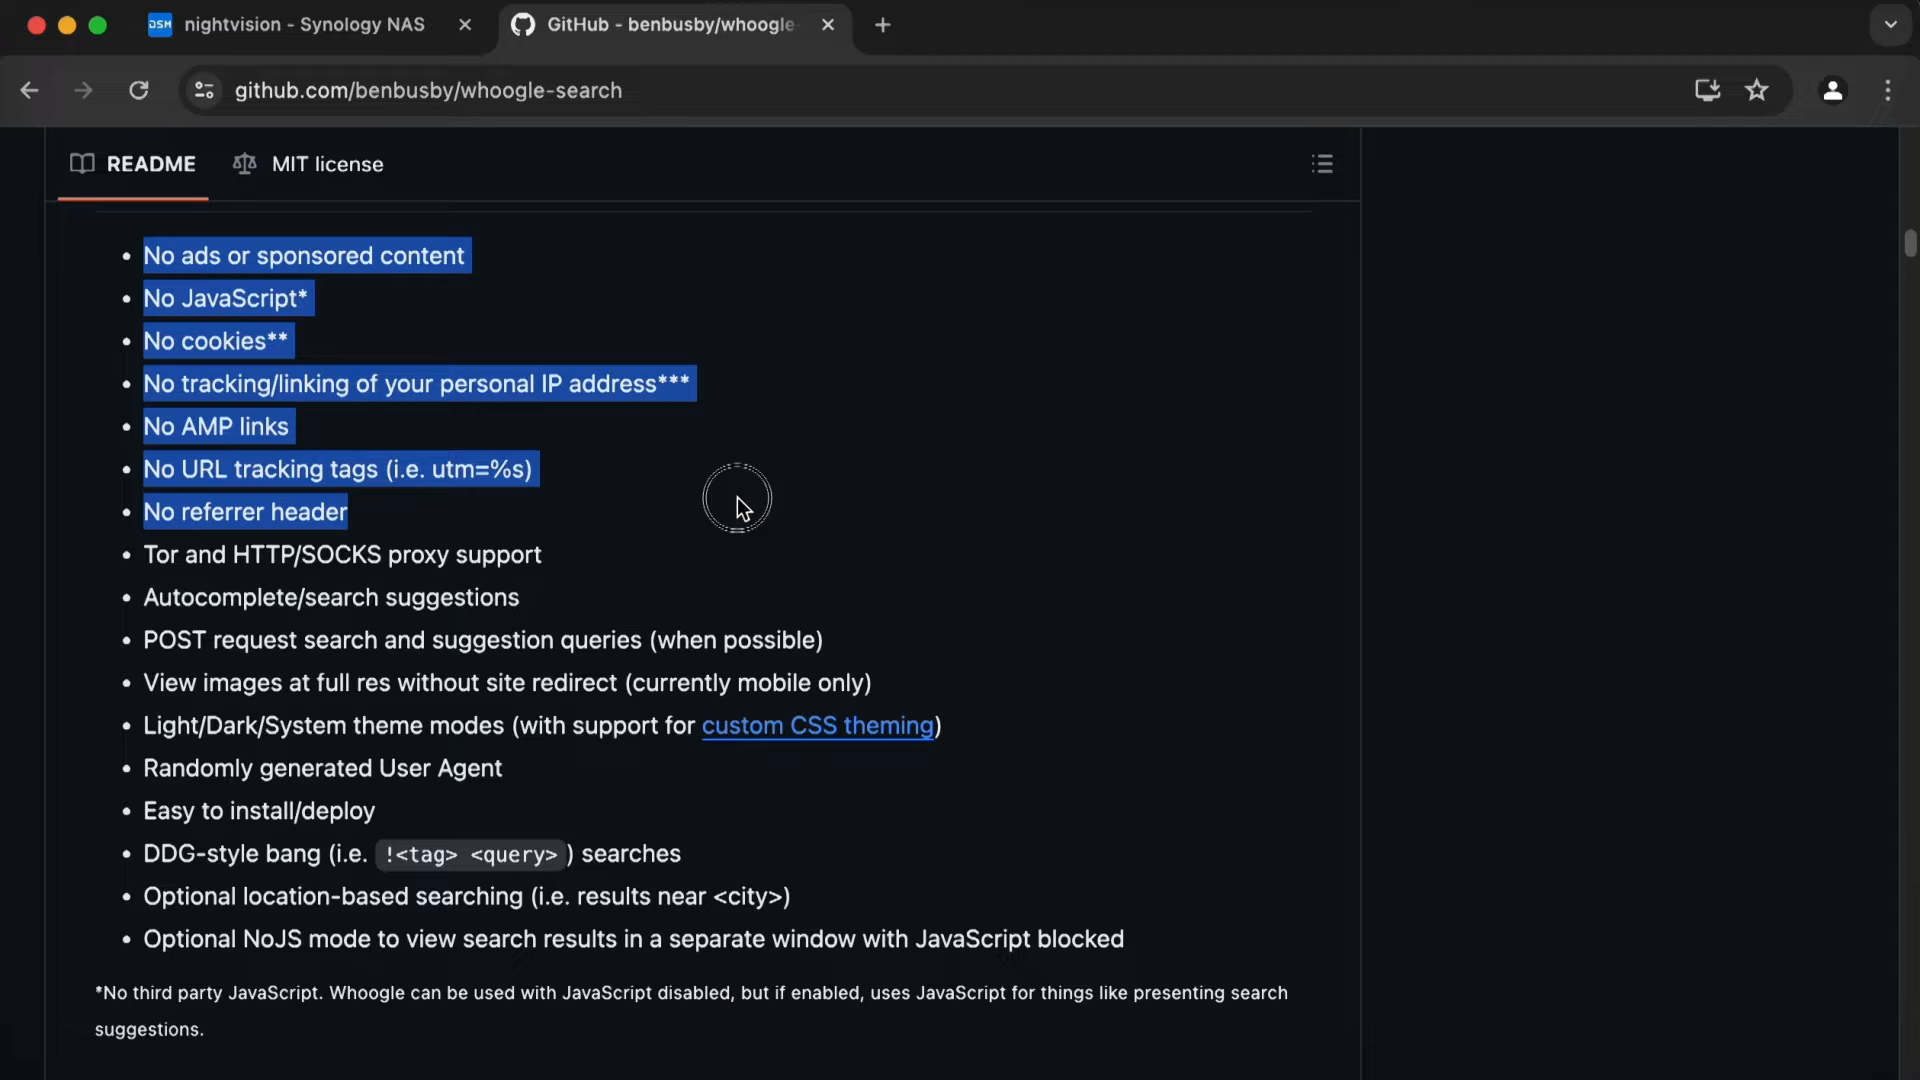 DSM nightvision - Synology NAS
GitHub - benbusby/whoogle-
github.com/benbusby/whoogle-search
README
MIT license
No ads or sponsored content
No JavaScript*
No cookies**
No tracking/linking of your personal IP address***
No AMP links
No URL tracking tags (i.e. utm=%s)
No referrer header
Tor and HTTP/SOCKS proxy support
Autocomplete/search suggestions
POST request search and suggestion queries (when possible)
View images at full res without site redirect (currently mobile only)
Light/Dark/System theme modes (with support for custom CSS theming)
Randomly generated User Agent
Easy to install/deploy
DDG-style bang (i.e. !<tag> <query>) searches
Optional location-based searching (i.e. results near <city>)
Optional NoJS mode to view search results in a separate window with JavaScript blocked
*No third party JavaScript. Whoogle can be used with JavaScript disabled, but if enabled, uses JavaScript for things like presenting search
suggestions.